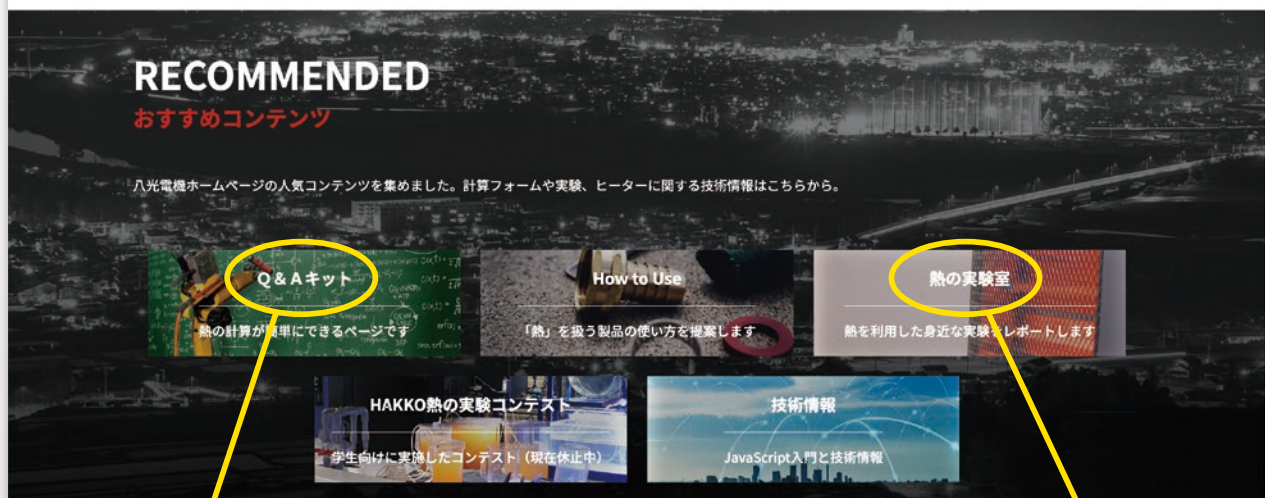 RECOMMENDED
おすすめコンテンツ
八光電機ホームページの人気コンテンツを集めました。計算フォームや実験、ヒーターに関する技術情報はこちらから。
Q&Aキット
熱の計算が簡単にできるページです
How to Use
「熱」を扱う製品の使い方を提案します
熱の実験室
熱を利用した身近な実験をレポートします
HAKKO熱の実験コンテスト
学生向けに実施したコンテスト（現在休止中）
技術情報
JavaScript入門と技術情報